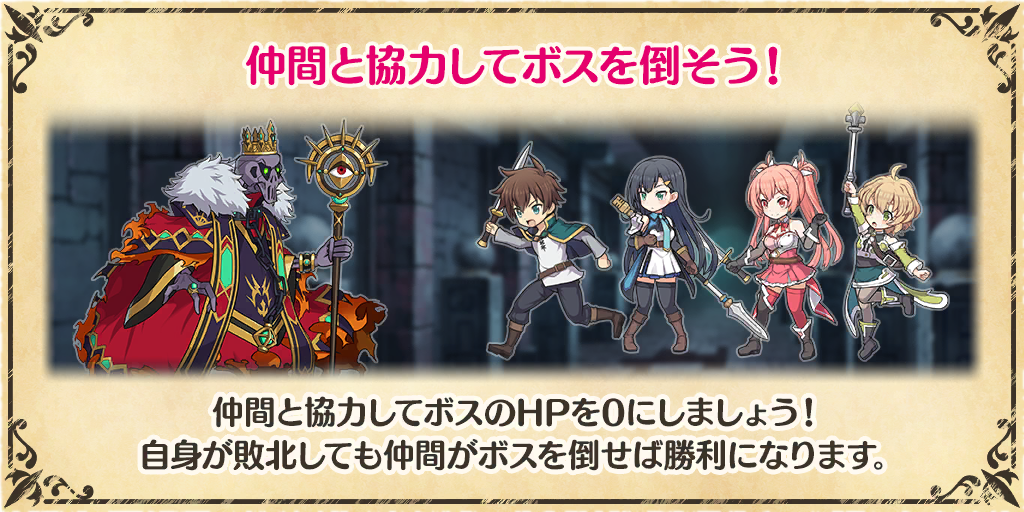 仲間と協力してボスを倒そう!
仲間と協力してボスのHPを0にしましょう!
自身が敗北しても仲間がボスを倒せば勝利になります。